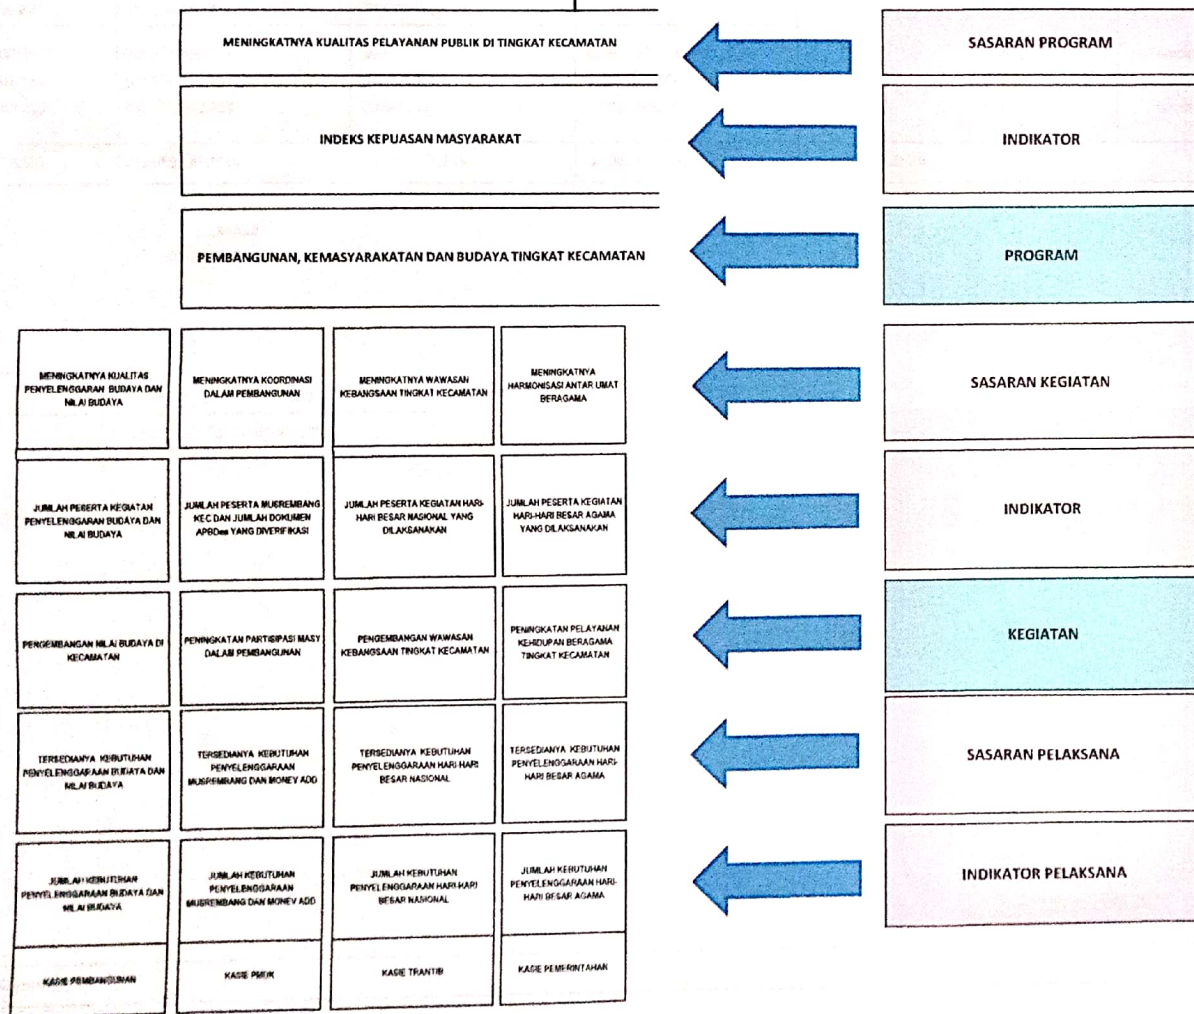 MENINGKATNYA KUALITAS PELAYANAN PUBLIK DI TINGKAT KECAMATAN
SASARAN PROGRAM
INDEKS KEPUASAN MASYARAKAT
INDIKATOR
PEMBANGUNAN, KEMASYARAKATAN DAN BUDAYA TINGKAT KECAMATAN
PROGRAM
MENINGKATNYA KUALITAS
PENYELENGGARAN BUDAYA DAN
NILAI BUDAYA
MENINGKATNYA KOORDINASI
DALAM PEMBANGUNAN
MENINGKATNYA WAWASAN
KEBANGSAAN TINGKAT KECAMATAN
MENINGKATNYA
HARMONISASI ANTAR UMAT
BERAGAMA
SASARAN KEGIATAN
JUMLAH PESERTA KEGIATAN
PENYELENGGARAN BUDAYA DAN
NILAI BUDAYA
JUMLAH PESERTA MUSREMBANG
KEC DAN JUMLAH DOKUMEN
APBDes YANG DIVERIFIKASI
JUMLAH PESERTA KEGIATAN HARI-
HARI BESAR NASIONAL YANG
DILAKSANAKAN
JUMLAH PESERTA KEGIATAN
HARI-HARI BESAR AGAMA
YANG DILAKSANAKAN
INDIKATOR
PENGEMBANGAN NILAI BUDAYA DI
KECAMATAN
PENINGKATAN PARTISIPASI MASY
DALAM PEMBANGUNAN
PENGEMBANGAN WAWASAN
KEBANGSAAN TINGKAT KECAMATAN
PENINGKATAN PELAYANAN
KEHIDUPAN BERAGAMA
TINGKAT KECAMATAN
KEGIATAN
TERSEDIANYA KEBUTUHAN
PENYELENGGARAAN BUDAYA DAN
NILAI BUDAYA
TERSEDIANYA KEBUTUHAN
PENYELENGGARAAN
MUSREMBANG DAN MONEV ADD
TERSEDIANYA KEBUTUHAN
PENYELENGGARAAN HARI-HARI
BESAR NASIONAL
TERSEDIANYA KEBUTUHAN
PENYELENGGARAAN HARI-
HARI BESAR AGAMA
SASARAN PELAKSANA
JUMLAH KEBUTUHAN
PENYELENGGARAAN BUDAYA DAN
NILAI BUDAYA
JUMLAH KEBUTUHAN
PENYELENGGARAAN
MUSREMBANG DAN MONEV ADD
JUMLAH KEBUTUHAN
PENYELENGGARAAN HARI-HARI
BESAR NASIONAL
JUMLAH KEBUTUHAN
PENYELENGGARAAN HARI-
HARI BESAR AGAMA
INDIKATOR PELAKSANA
KASIE PEMBANGUNAN
KASIE PMDK
KASIE TRANTIB
KASIE PEMERINTAHAN